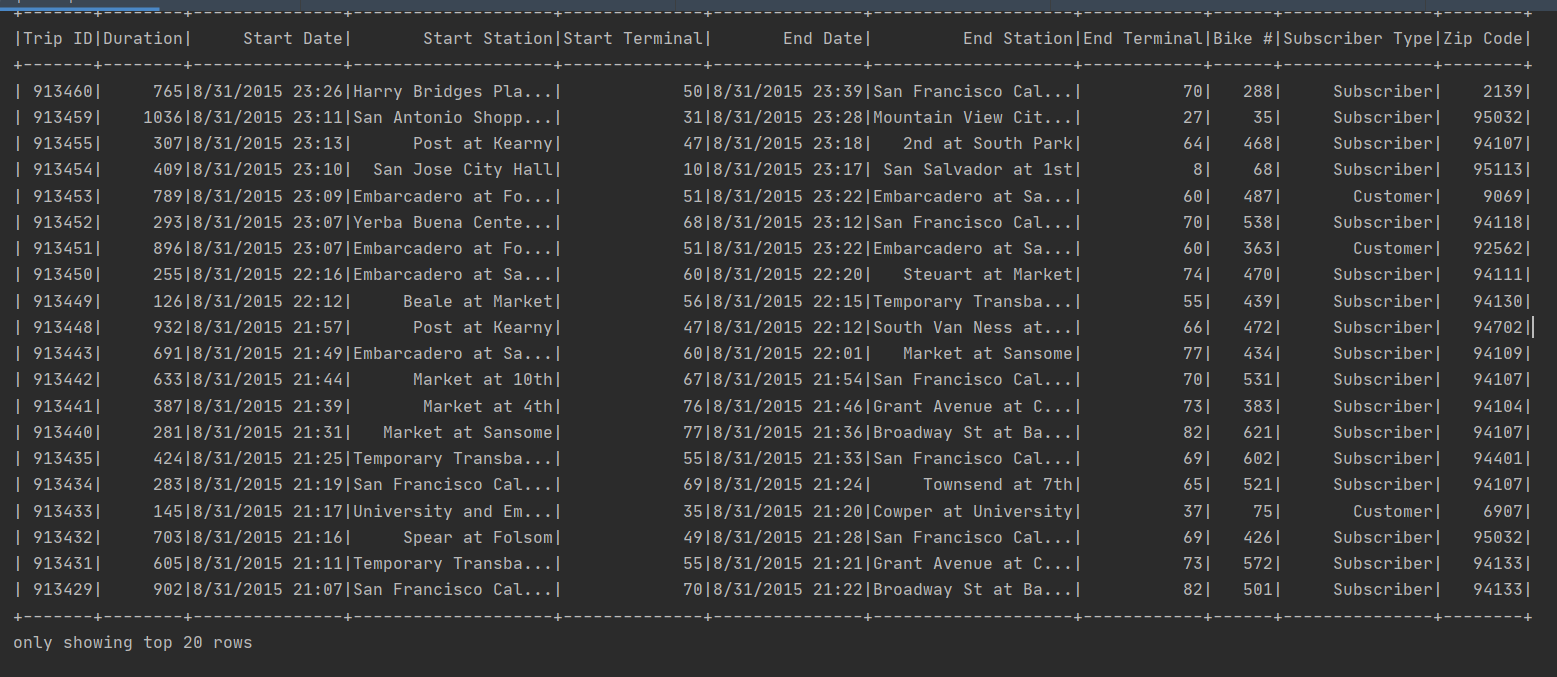 +-------+--------+---------------+--------------------+--------------+---------------+--------------------+------------+------+---------------+--------+
|Trip ID|Duration|     Start Date|       Start Station|Start Terminal|       End Date|         End Station|End Terminal|Bike #|Subscriber Type|Zip Code|
+-------+--------+---------------+--------------------+--------------+---------------+--------------------+------------+------+---------------+--------+
| 913460|     765|8/31/2015 23:26|Harry Bridges Pla...|            50|8/31/2015 23:39|San Francisco Cal...|          70|   288|     Subscriber|    2139|
| 913459|    1036|8/31/2015 23:11|San Antonio Shopp...|            31|8/31/2015 23:28|Mountain View Cit...|          27|    35|     Subscriber|   95032|
| 913455|     307|8/31/2015 23:13|      Post at Kearny|            47|8/31/2015 23:18|   2nd at South Park|          64|   468|     Subscriber|   94107|
| 913454|     409|8/31/2015 23:10|  San Jose City Hall|            10|8/31/2015 23:17| San Salvador at 1st|           8|    68|     Subscriber|   95113|
| 913453|     789|8/31/2015 23:09|Embarcadero at Fo...|            51|8/31/2015 23:22|Embarcadero at Sa...|          60|   487|       Customer|    9069|
| 913452|     293|8/31/2015 23:07|Yerba Buena Cente...|            68|8/31/2015 23:12|San Francisco Cal...|          70|   538|     Subscriber|   94118|
| 913451|     896|8/31/2015 23:07|Embarcadero at Fo...|            51|8/31/2015 23:22|Embarcadero at Sa...|          60|   363|       Customer|   92562|
| 913450|     255|8/31/2015 22:16|Embarcadero at Sa...|            60|8/31/2015 22:20|   Steuart at Market|          74|   470|     Subscriber|   94111|
| 913449|     126|8/31/2015 22:12|     Beale at Market|            56|8/31/2015 22:15|Temporary Transba...|          55|   439|     Subscriber|   94130|
| 913448|     932|8/31/2015 21:57|      Post at Kearny|            47|8/31/2015 22:12|South Van Ness at...|          66|   472|     Subscriber|   94702|
| 913443|     691|8/31/2015 21:49|Embarcadero at Sa...|            60|8/31/2015 22:01|   Market at Sansome|          77|   434|     Subscriber|   94109|
| 913442|     633|8/31/2015 21:44|      Market at 10th|            67|8/31/2015 21:54|San Francisco Cal...|          70|   531|     Subscriber|   94107|
| 913441|     387|8/31/2015 21:39|       Market at 4th|            76|8/31/2015 21:46|Grant Avenue at C...|          73|   383|     Subscriber|   94104|
| 913440|     281|8/31/2015 21:31|   Market at Sansome|            77|8/31/2015 21:36|Broadway St at Ba...|          82|   621|     Subscriber|   94107|
| 913435|     424|8/31/2015 21:25|Temporary Transba...|            55|8/31/2015 21:33|San Francisco Cal...|          69|   602|     Subscriber|   94401|
| 913434|     283|8/31/2015 21:19|San Francisco Cal...|            69|8/31/2015 21:24|     Townsend at 7th|          65|   521|     Subscriber|   94107|
| 913433|     145|8/31/2015 21:17|University and Em...|            35|8/31/2015 21:20|Cowper at University|          37|    75|       Customer|    6907|
| 913432|     703|8/31/2015 21:16|     Spear at Folsom|            49|8/31/2015 21:28|San Francisco Cal...|          69|   426|     Subscriber|   95032|
| 913431|     605|8/31/2015 21:11|Temporary Transba...|            55|8/31/2015 21:21|Grant Avenue at C...|          73|   572|     Subscriber|   94133|
| 913429|     902|8/31/2015 21:07|San Francisco Cal...|            70|8/31/2015 21:22|Broadway St at Ba...|          82|   501|     Subscriber|   94133|
+-------+--------+---------------+--------------------+--------------+---------------+--------------------+------------+------+---------------+--------+
only showing top 20 rows